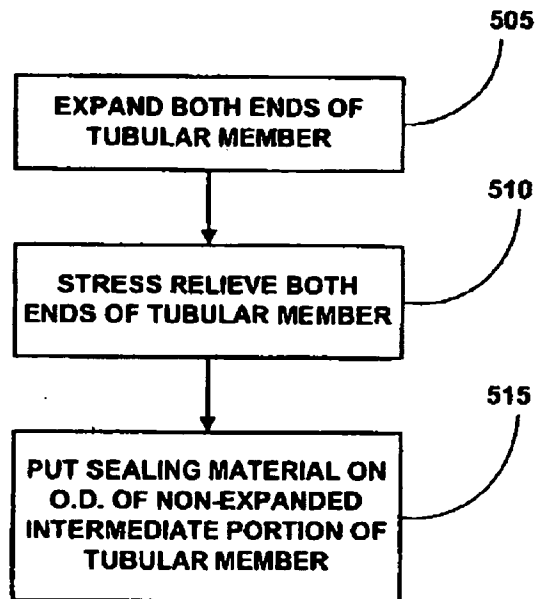 505
EXPAND BOTH ENDS OF
TUBULAR MEMBER
510
STRESS RELIEVE BOTH
ENDS OF TUBULAR MEMBER
515
PUT SEALING MATERIAL ON
O.D. OF NON-EXPANDED
INTERMEDIATE PORTION OF
TUBULAR MEMBER